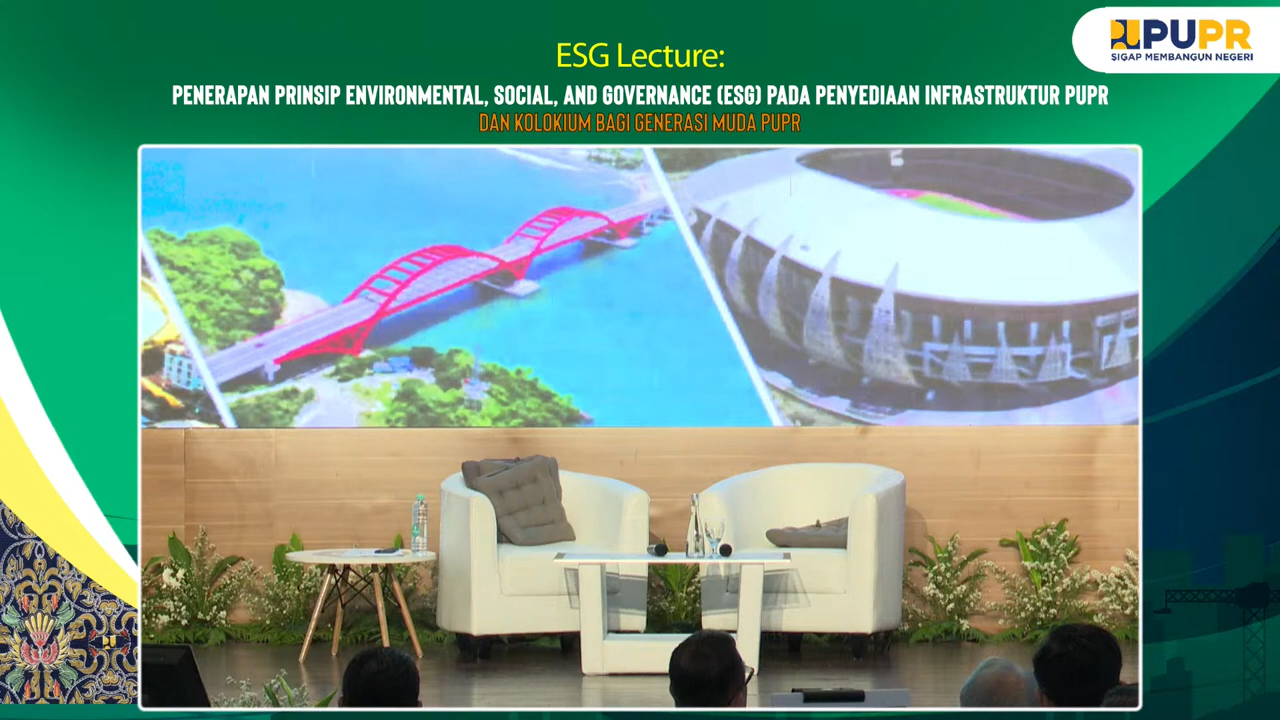 PUPR
SIGAP MEMBANGUN NEGERI
ESG Lecture:
PENERAPAN PRINSIP ENVIRONMENTAL, SOCIAL, AND GOVERNANCE (ESG) PADA PENYEDIAAN INFRASTRUKTUR PUPR
DAN KOLOKIUM BAGI GENERASI MUDA PUPR